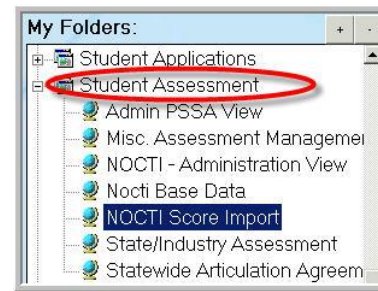 My Folders:
+ -
Student Applications
Student Assessment
Admin PSSA View
Misc. Assessment Managemen
NOCTI - Administration View
Nocti Base Data
NOCTI Score Import
State/Industry Assessment
Statewide Articulation Agreem